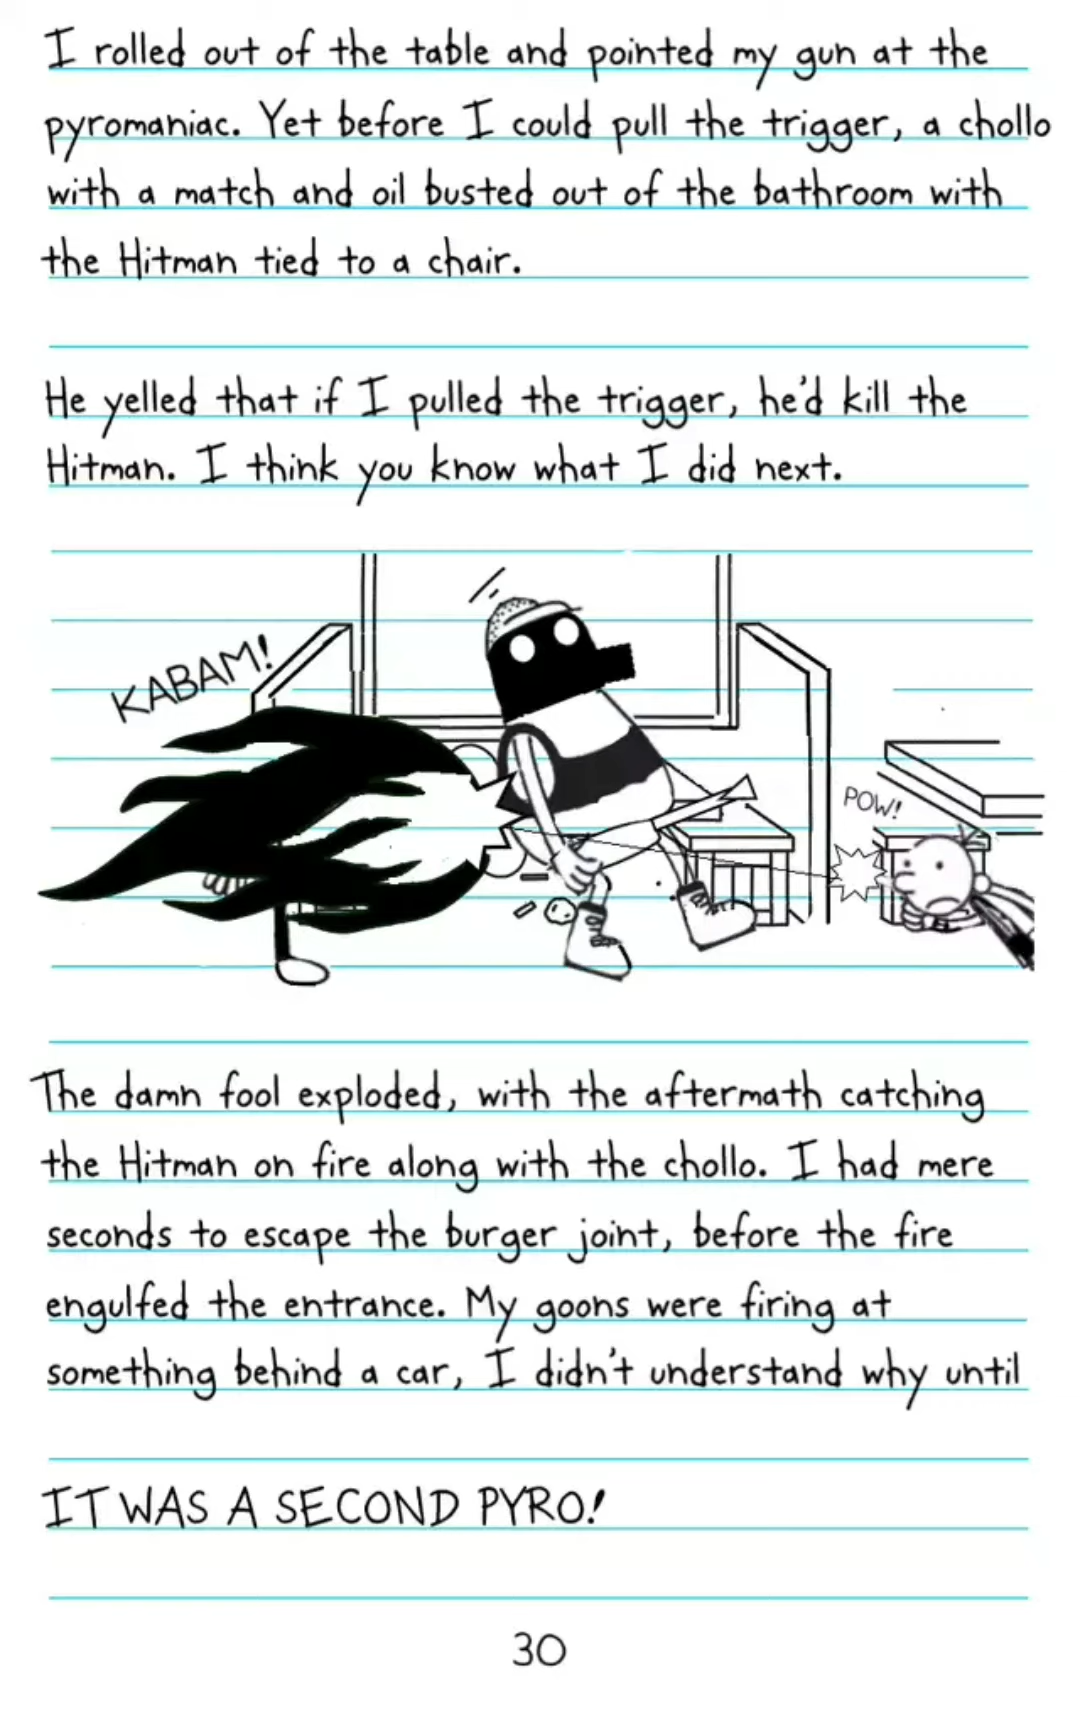 I rolled out of the table and pointed my gun at the
pyromaniac. Yet before I could pull the trigger, a chollo
with a match and oil busted out of the bathroom with
the Hitman tied to a chair.
He yelled that if I pulled the trigger, he'd kill the
Hitman. I think you know what I did next.
KABAM!
POW!
The damn fool exploded, with the aftermath catching
the Hitman on fire along with the chollo. I had mere
seconds to escape the burger joint, before the fire
engulfed the entrance. My goons were firing at
something behind a car, I didn't understand why until
IT WAS A SECOND PYRO!
30